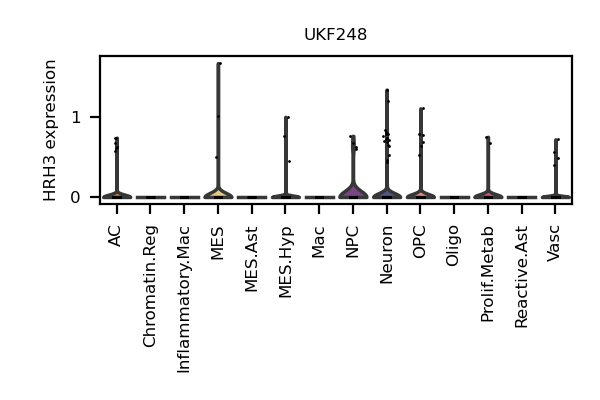 UKF248
HRH3 expression
1
0
AC
Chromatin.Reg
Inflammatory.Mac
MES
MES.Ast
MES.Hyp
Mac
NPC
Neuron
OPC
Oligo
Prolif.Metab
Reactive.Ast
Vasc